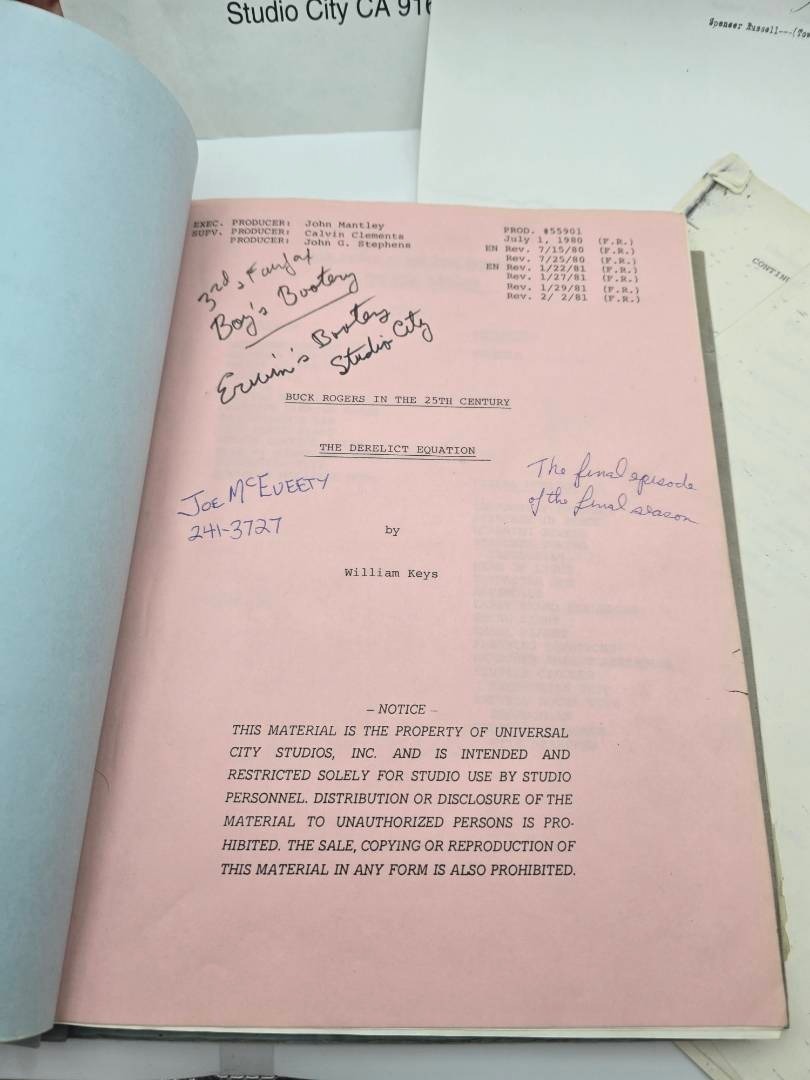 Studio City CA 916
Spencer Russell---(Tow
CONTINU
EXEC. PRODUCER: John Mantley
SUPV. PRODUCER: Calvin Clements
PRODUCER: John G. Stephens
PROD. #55901
July 1, 1980 (F.R.)
EN Rev. 7/15/80 (F.R.)
Rev. 7/25/80 (F.R.)
EN Rev. 1/22/81 (F.R.)
Rev. 1/27/81 (F.R.)
Rev. 1/29/81 (F.R.)
Rev. 2/ 2/81 (F.R.)
3rd & Fairfax
Boy's Bootery
Erwin's Bootery
Studio City
BUCK ROGERS IN THE 25TH CENTURY
THE DERELICT EQUATION
Joe McEveety
241-3727
The final episode
of the final season
by
William Keys
– NOTICE –
THIS MATERIAL IS THE PROPERTY OF UNIVERSAL
CITY STUDIOS, INC. AND IS INTENDED AND
RESTRICTED SOLELY FOR STUDIO USE BY STUDIO
PERSONNEL. DISTRIBUTION OR DISCLOSURE OF THE
MATERIAL TO UNAUTHORIZED PERSONS IS PRO-
HIBITED. THE SALE, COPYING OR REPRODUCTION OF
THIS MATERIAL IN ANY FORM IS ALSO PROHIBITED.